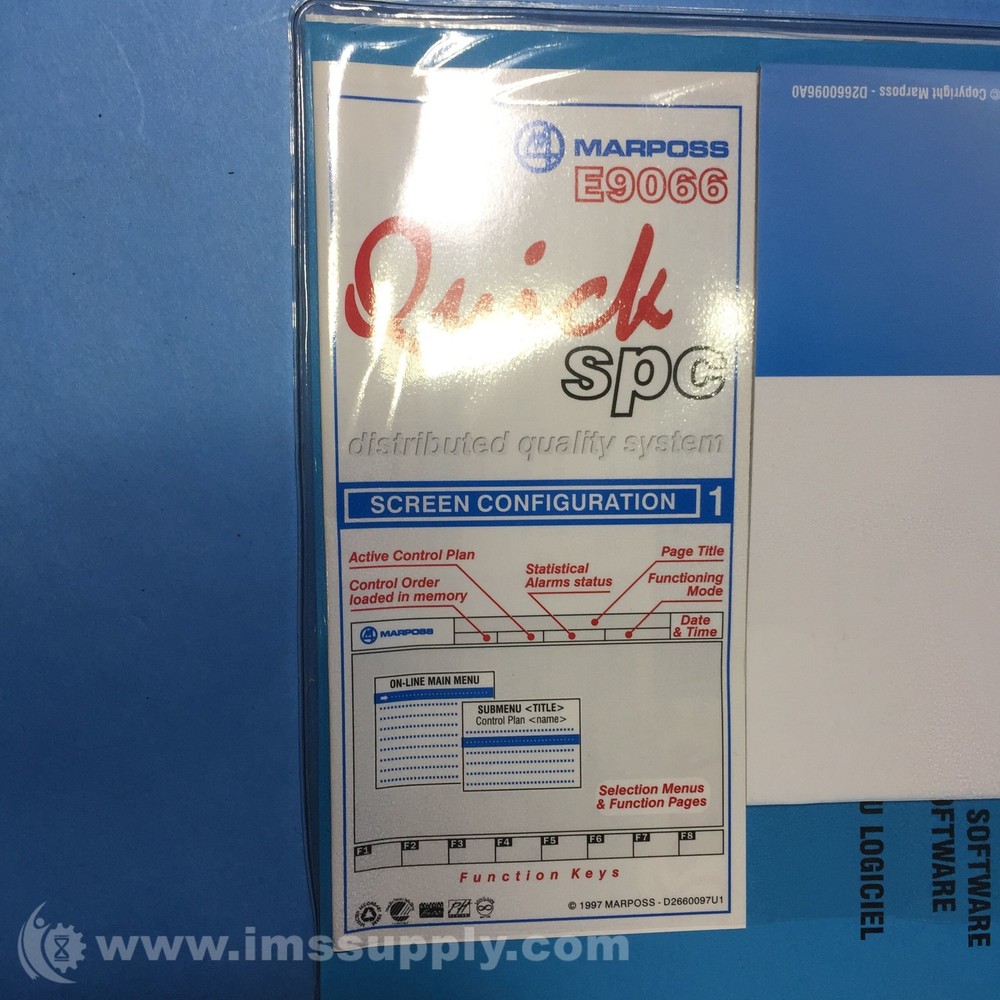 © Copyright Marposs - D2660096A0
MARPOSS
E9066
Quick
spc
distributed quality system
SCREEN CONFIGURATION 1
Active Control Plan
Page Title
Statistical
Alarms status
Control Order
loaded in memory
Functioning
Mode
MARPOSS
Date
& Time
ON-LINE MAIN MENU
SUBMENU <TITLE>
Control Plan <name>
Selection Menus
& Function Pages
F1 F2 F3 F4 F5 F6 F7 F8
Function Keys
© 1997 MARPOSS - D2660097U1
SOFTWARE
OFTWARE
U LOGICIEL
www.imssupply.com